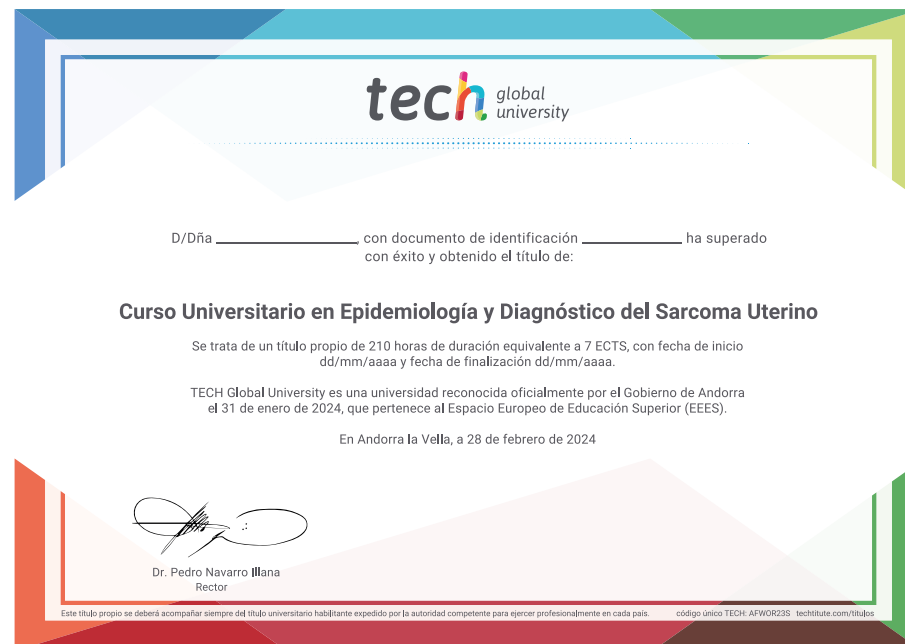 tech global
university
D/Dña ____________________, con documento de identificación ______________ ha superado
con éxito y obtenido el título de:
Curso Universitario en Epidemiología y Diagnóstico del Sarcoma Uterino
Se trata de un título propio de 210 horas de duración equivalente a 7 ECTS, con fecha de inicio
dd/mm/aaaa y fecha de finalización dd/mm/aaaa.
TECH Global University es una universidad reconocida oficialmente por el Gobierno de Andorra
el 31 de enero de 2024, que pertenece al Espacio Europeo de Educación Superior (EEES).
En Andorra la Vella, a 28 de febrero de 2024
Dr. Pedro Navarro Illana
Rector
Este título propio se deberá acompañar siempre del título universitario habilitante expedido por la autoridad competente para ejercer profesionalmente en cada país. código único TECH: AFWOR23S techtitute.com/titulos